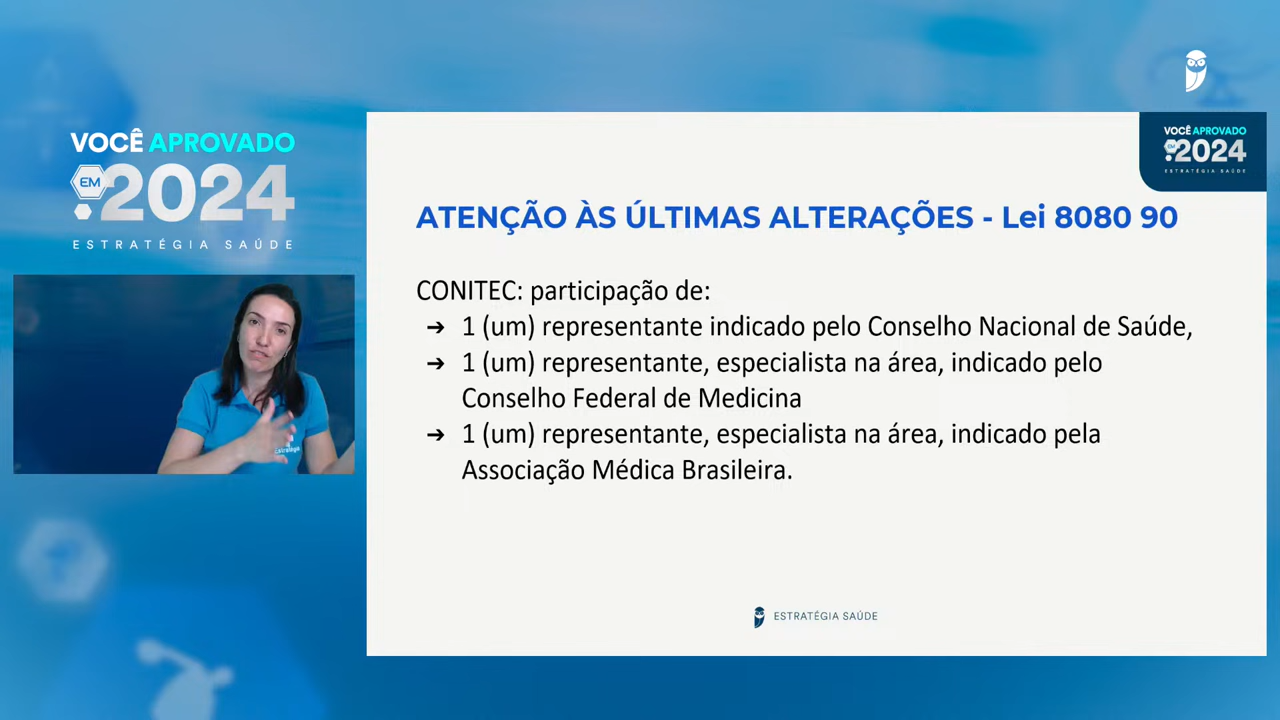 VOCÊ APROVADO
EM
2024
ESTRATÉGIA SAÚDE
VOCÊ APROVADO
EM
2024
ESTRATÉGIA SAÚDE
ATENÇÃO ÀS ÚLTIMAS ALTERAÇÕES - Lei 8080 90
CONITEC: participação de:
➔ 1 (um) representante indicado pelo Conselho Nacional de Saúde,
➔ 1 (um) representante, especialista na área, indicado pelo
Conselho Federal de Medicina
➔ 1 (um) representante, especialista na área, indicado pela
Associação Médica Brasileira.
ESTRATÉGIA SAÚDE